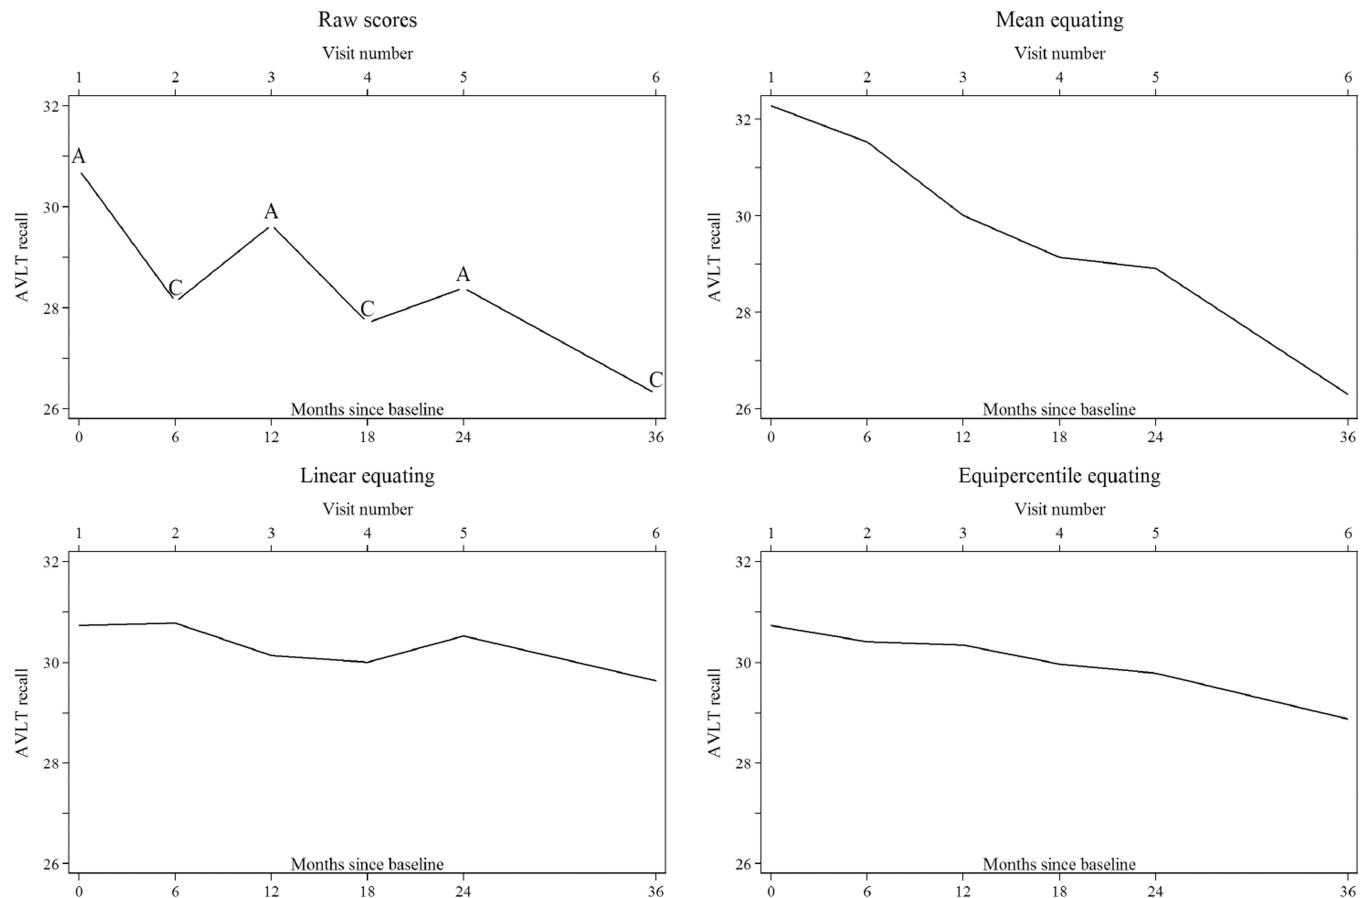 Raw scores
Visit number
1 2 3 4 5 6
32
30
28
26
AVLT recall
A
C
A
C
A
C
Months since baseline
0 6 12 18 24 36
Mean equating
Visit number
1 2 3 4 5 6
32
30
28
26
AVLT recall
Months since baseline
0 6 12 18 24 36
Linear equating
Visit number
1 2 3 4 5 6
32
30
28
26
AVLT recall
Months since baseline
0 6 12 18 24 36
Equipercentile equating
Visit number
1 2 3 4 5 6
32
30
28
26
AVLT recall
Months since baseline
0 6 12 18 24 36